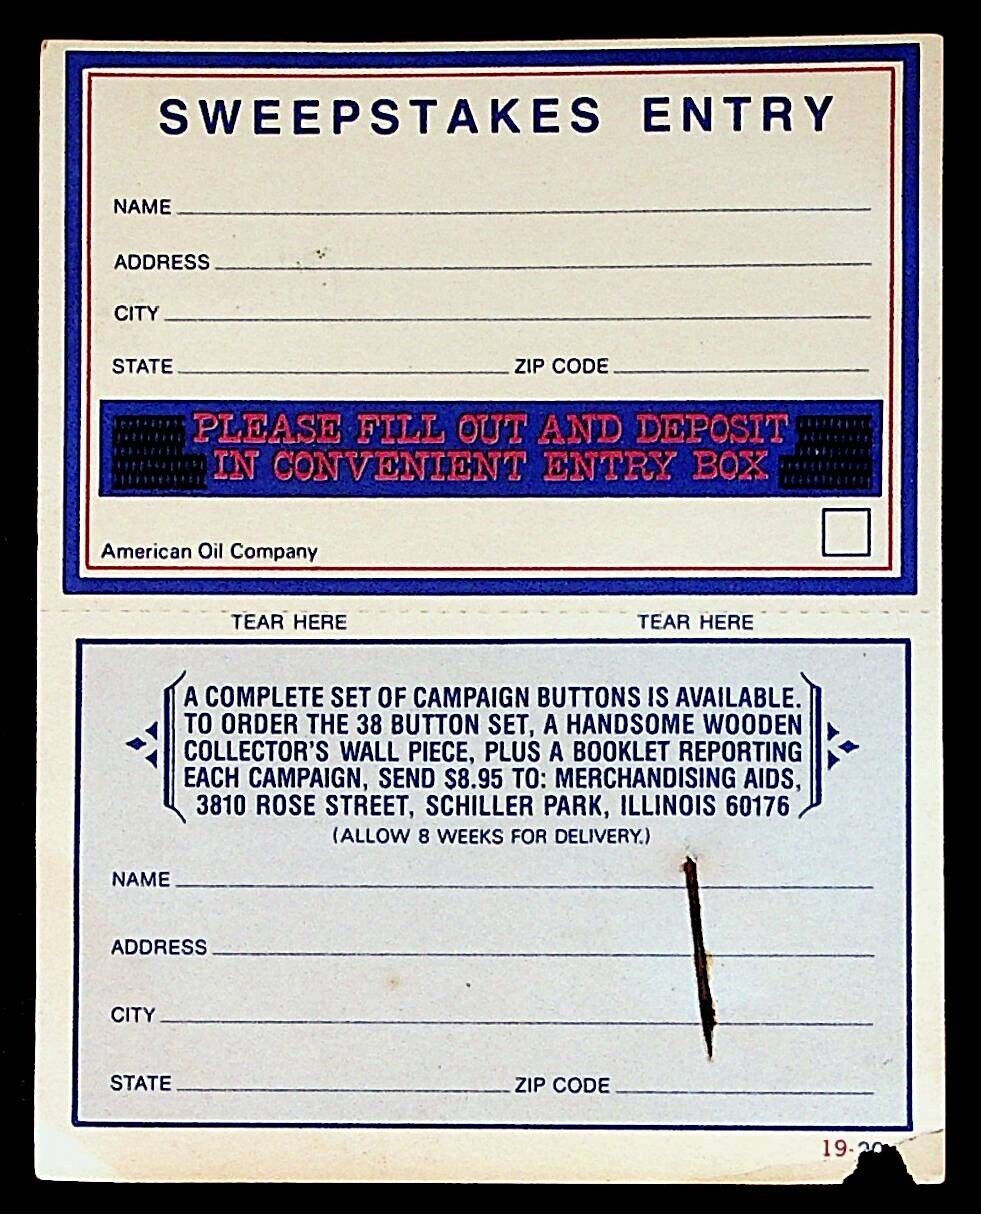 SWEEPSTAKES ENTRY
NAME
ADDRESS
CITY
STATE ZIP CODE
PLEASE FILL OUT AND DEPOSIT
IN CONVENIENT ENTRY BOX
American Oil Company
TEAR HERE TEAR HERE
A COMPLETE SET OF CAMPAIGN BUTTONS IS AVAILABLE.
TO ORDER THE 38 BUTTON SET, A HANDSOME WOODEN
COLLECTOR'S WALL PIECE, PLUS A BOOKLET REPORTING
EACH CAMPAIGN, SEND $8.95 TO: MERCHANDISING AIDS,
3810 ROSE STREET, SCHILLER PARK, ILLINOIS 60176
(ALLOW 8 WEEKS FOR DELIVERY.)
NAME
ADDRESS
CITY
STATE ZIP CODE
19-